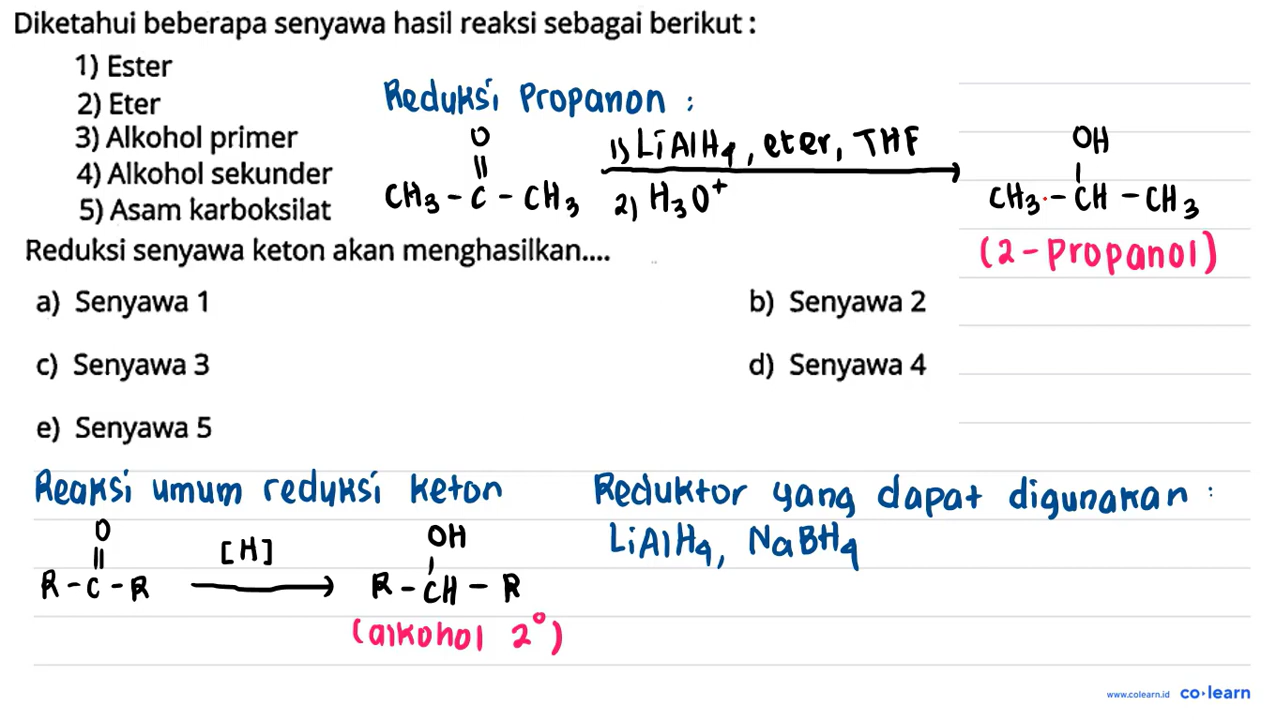 Diketahui beberapa senyawa hasil reaksi sebagai berikut :
1) Ester
2) Eter
3) Alkohol primer
4) Alkohol sekunder
5) Asam karboksilat
Reduksi Propanon :
O
||
CH3 – C – CH3
1) LiAlH4, eter, THF
2) H3O+
OH
|
CH3 – CH – CH3
(2 – Propanol)
Reduksi senyawa keton akan menghasilkan....
a) Senyawa 1
b) Senyawa 2
c) Senyawa 3
d) Senyawa 4
e) Senyawa 5
Reaksi umum reduksi keton
O
||
R – C – R
[H]
OH
|
R – CH – R
(alkohol 2°)
Reduktor yang dapat digunakan :
LiAlH4, NaBH4
www.colearn.id co·learn